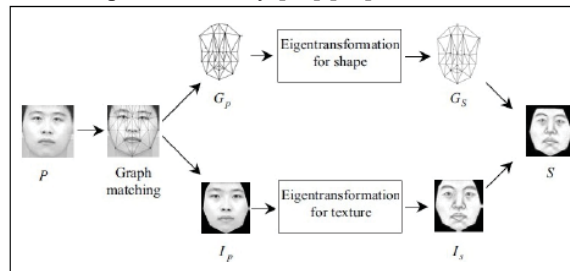 Eigentransformation
for shape
G_p
G_S
P
Graph
matching
S
Eigentransformation
for texture
I_p
I_s